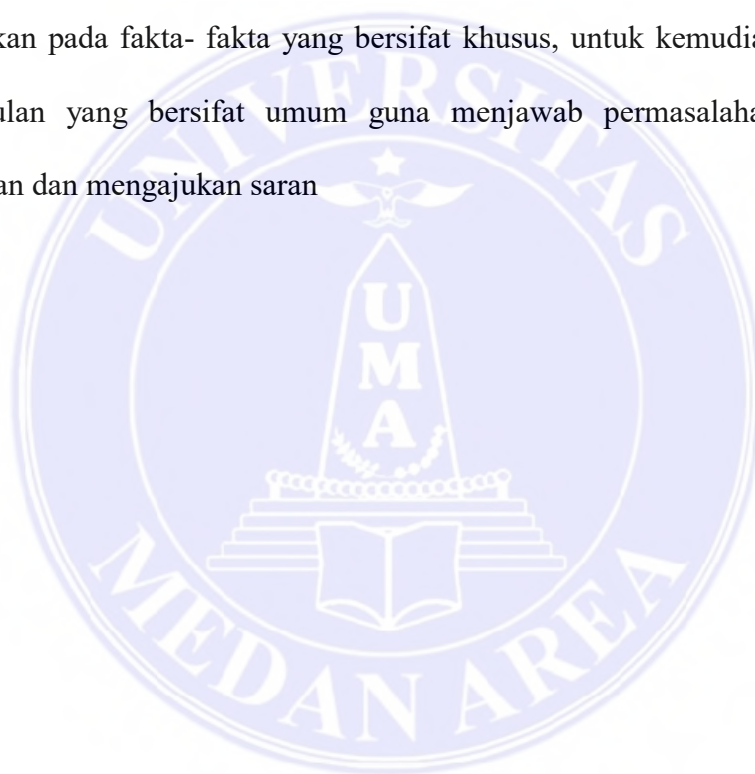 kan pada fakta- fakta yang bersifat khusus, untuk kemudia
ulan yang bersifat umum guna menjawab permasalaha
an dan mengajukan saran
UNIVERSITAS
UMA
MEDAN AREA